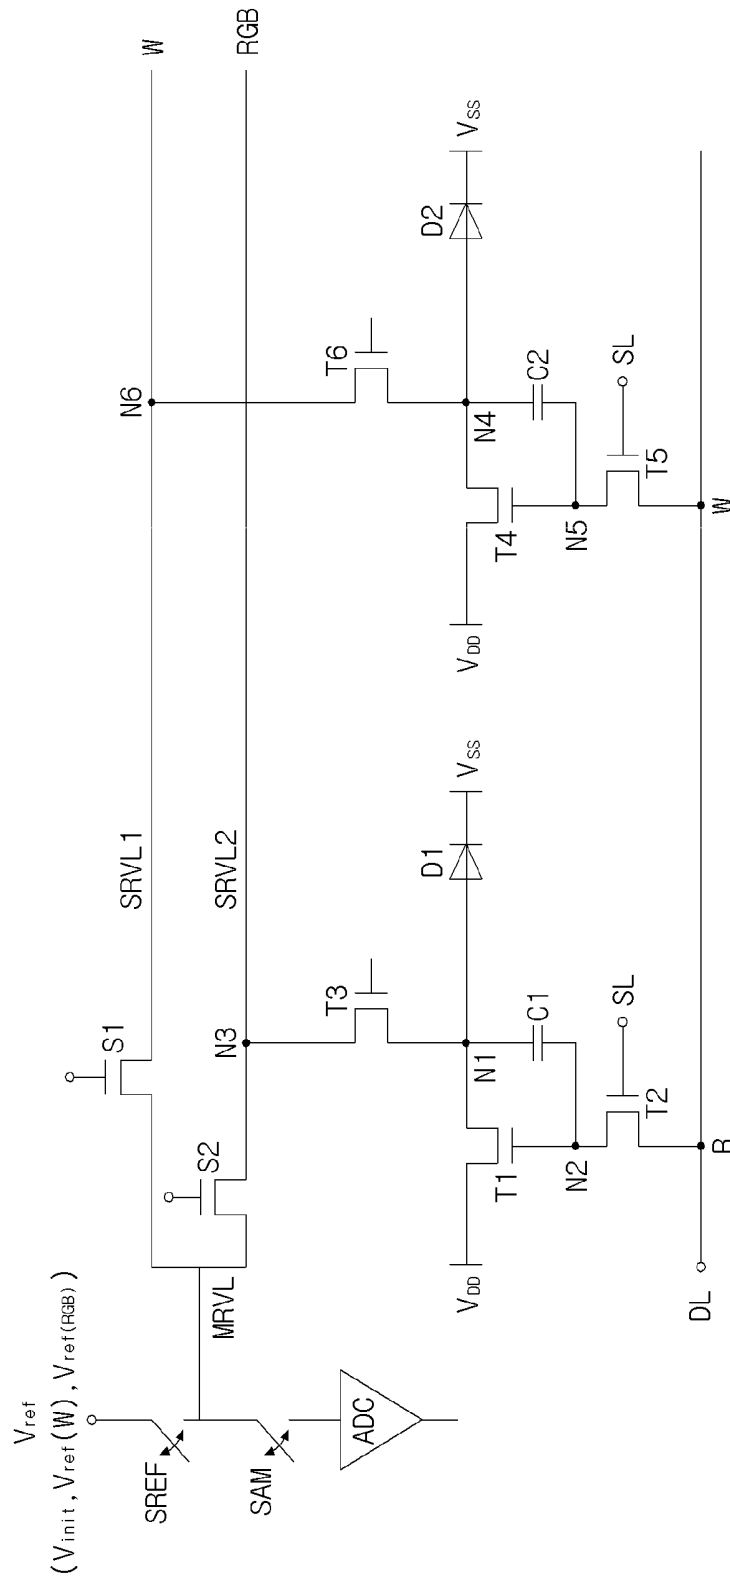 Vref
(Vinit, Vref(W), Vref(RGB))
SREF
SAM
ADC
MRVL
S1
S2
SRVL1
SRVL2
W
RGB
N3
N6
T3
T6
N1
N4
D1
D2
VSS
VSS
C1
C2
T1
T4
VDD
VDD
N2
N5
T2
T5
SL
SL
DL
R
W